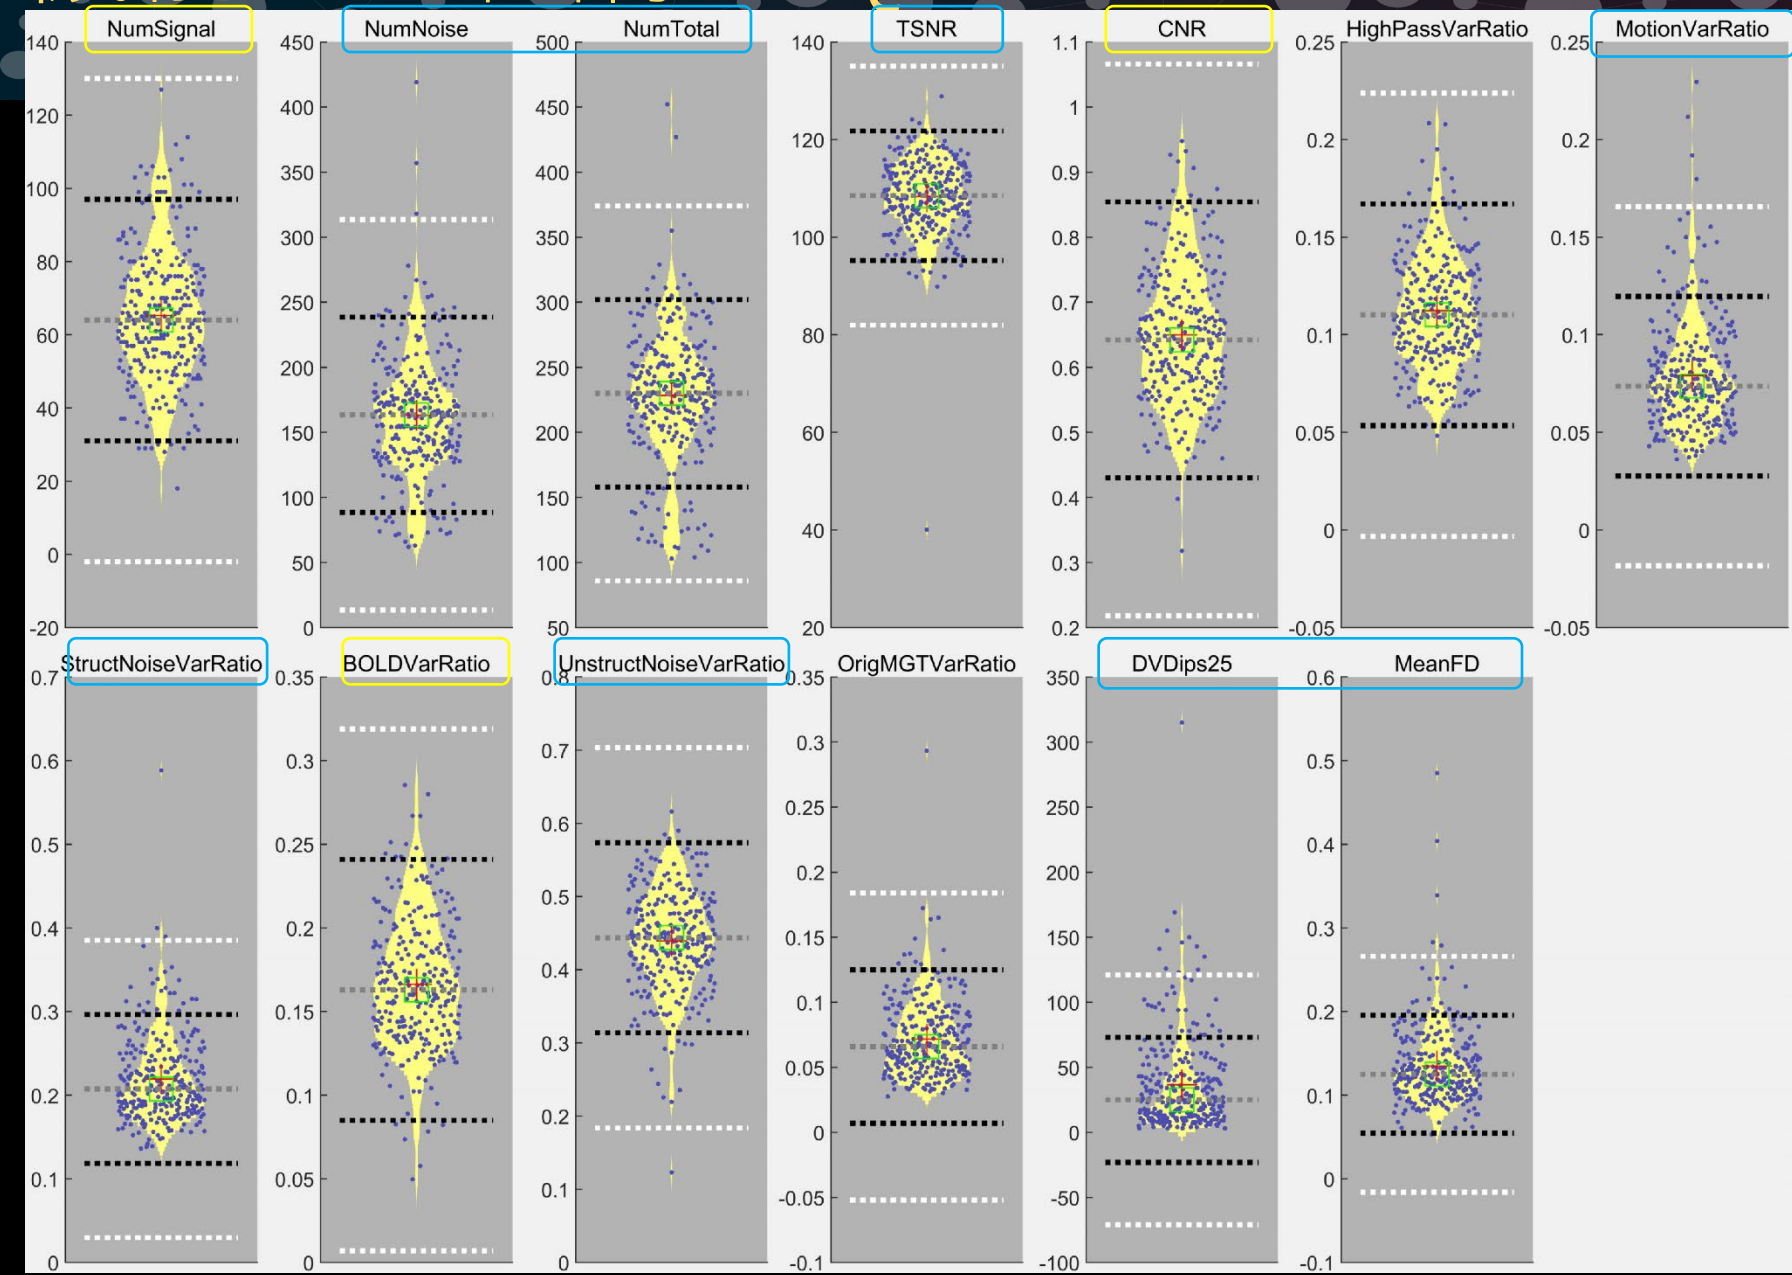 NumSignal NumNoise NumTotal TSNR CNR HighPassVarRatio MotionVarRatio
140 450 500 140 1.1 0.25 0.25
120 400 450 120 1 0.2 0.2
100 350 400 100 0.9 0.15 0.15
80 300 350 80 0.8 0.1 0.1
60 250 300 60 0.7 0.05 0.05
40 200 250 40 0.6 0 0
20 150 200 20 0.5 -0.05 -0.05
0 100 150 0.4
-20 50 100 0.3
0 50 0.2
StructNoiseVarRatio BOLDVarRatio UnstructNoiseVarRatio OrigMGTVarRatio DVDips25 MeanFD
0.7 0.35 0.8 0.35 350 0.6
0.6 0.3 0.7 0.3 300 0.5
0.5 0.25 0.6 0.25 250 0.4
0.4 0.2 0.5 0.2 200 0.3
0.3 0.15 0.4 0.15 150 0.2
0.2 0.1 0.3 0.1 100 0.1
0.1 0.05 0.2 0.05 50 0
0 0 0.1 0 0 -0.1
0 -0.05 -50
-0.1 -100